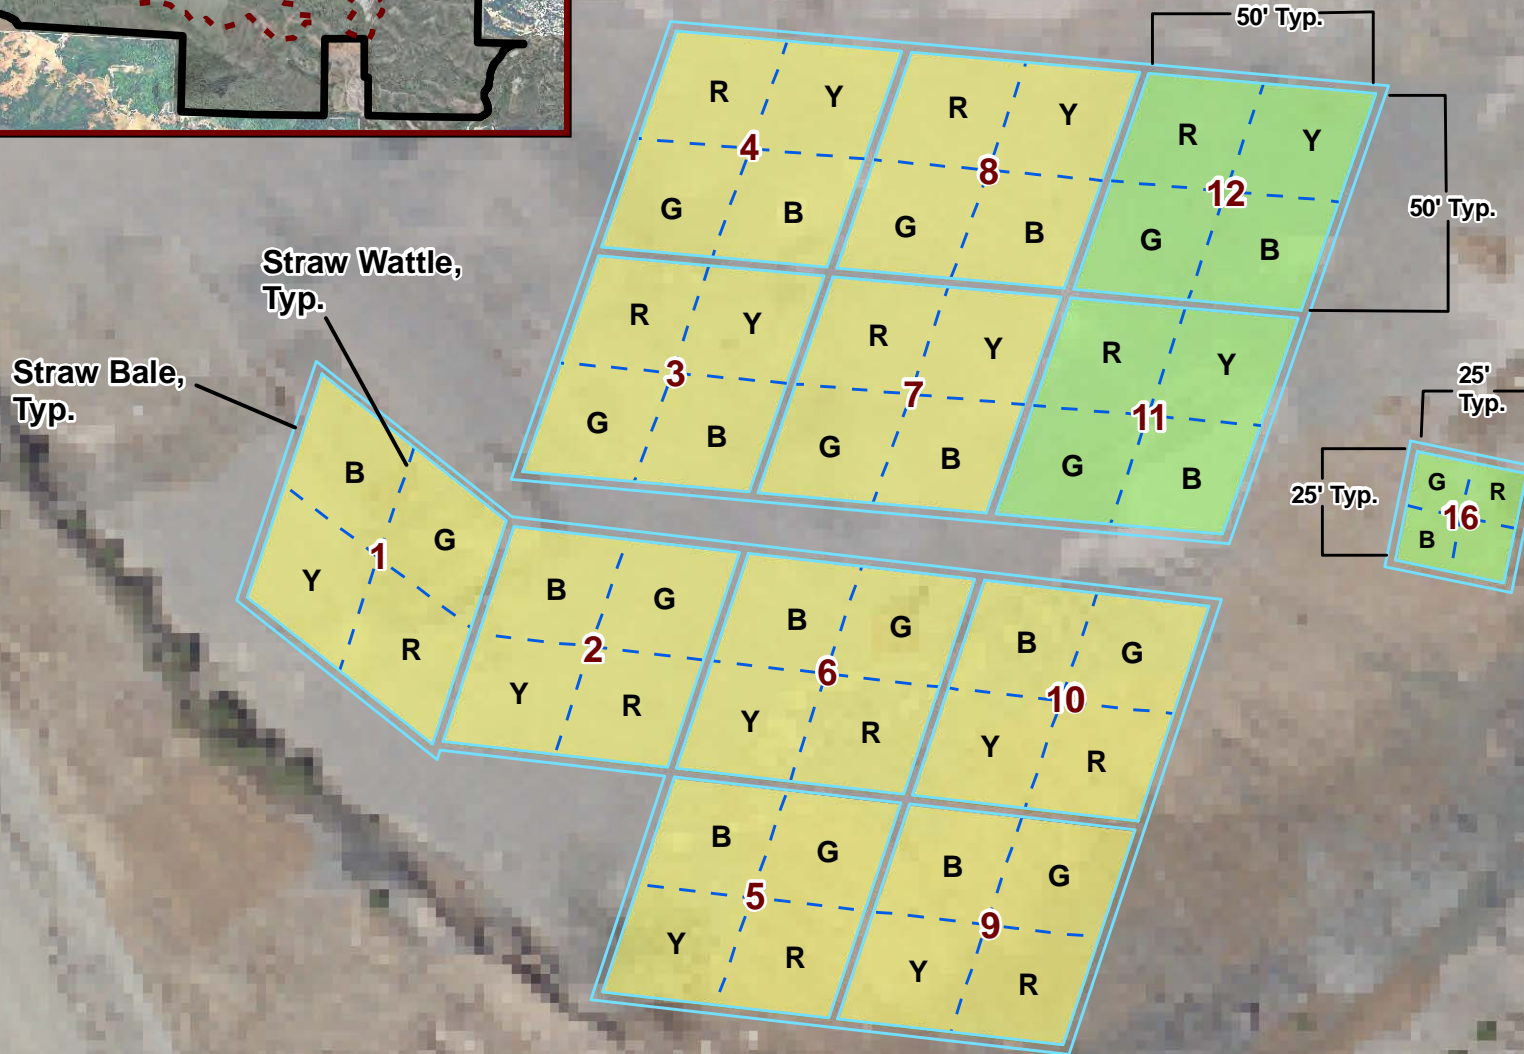 50' Typ.
R Y R Y R Y
4 8 12
G B G B G B
50' Typ.
Straw Wattle,
Typ.
R Y R Y R Y
3 7 11
G B G B G B
Straw Bale,
Typ.
25'
Typ.
25' Typ.
G R
16
B
B
G
1
Y
R
B G B G B G
2 6 10
Y R Y R Y R
B G B G
5 9
Y R Y R